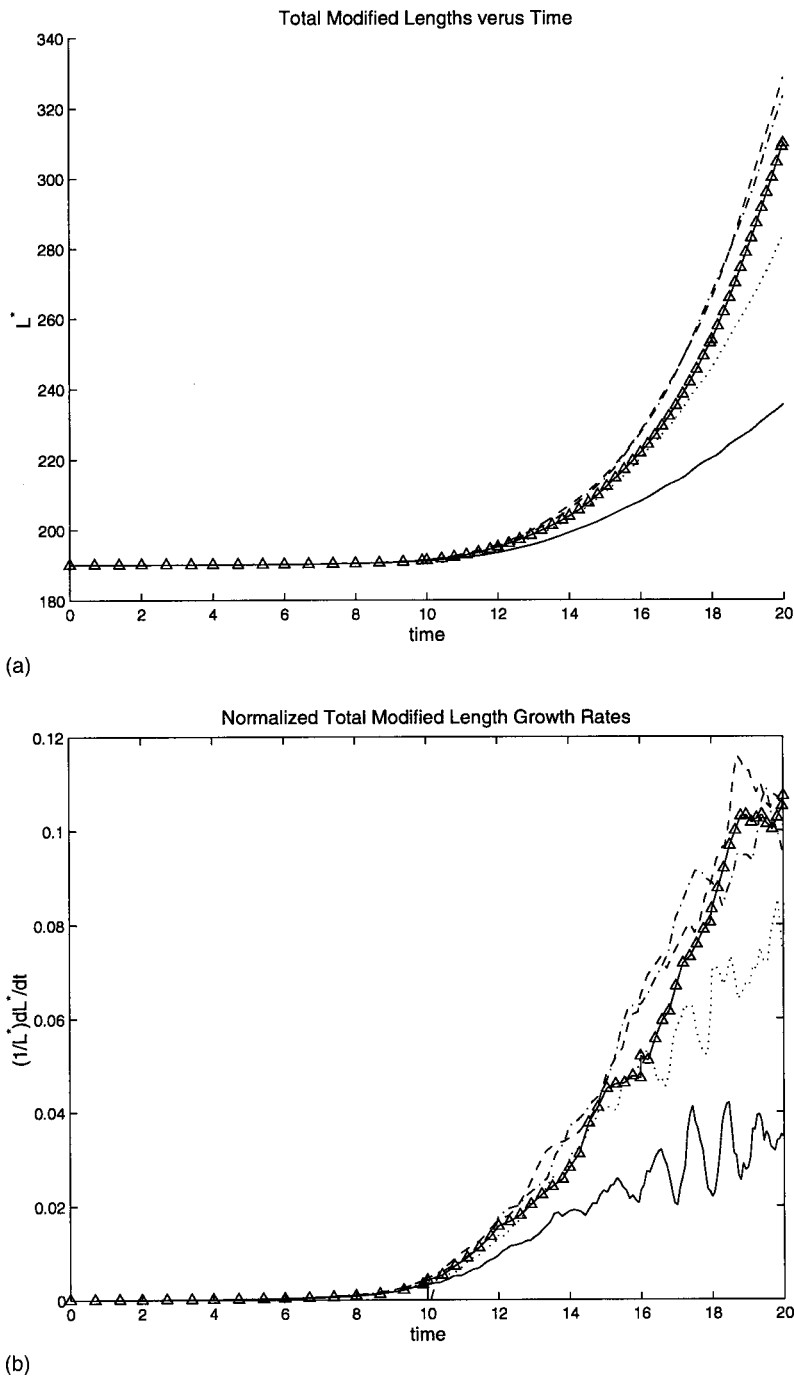 Total Modified Lengths verus Time
340
320
300
280
260
240
220
200
180
L*
0 2 4 6 8 10 12 14 16 18 20
time
(a)
Normalized Total Modified Length Growth Rates
0.12
0.1
0.08
0.06
0.04
0.02
0
(1/L*)dL*/dt
0 2 4 6 8 10 12 14 16 18 20
time
(b)